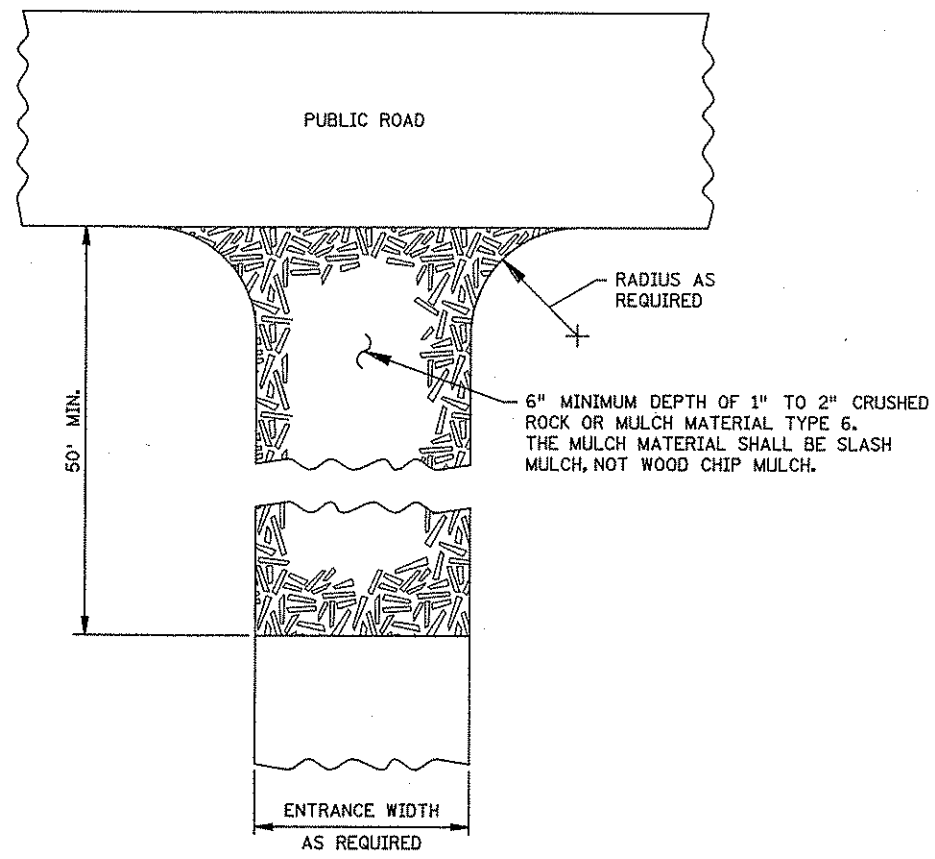 PUBLIC ROAD
RADIUS AS
REQUIRED
50' MIN.
6" MINIMUM DEPTH OF 1" TO 2" CRUSHED
ROCK OR MULCH MATERIAL TYPE 6.
THE MULCH MATERIAL SHALL BE SLASH
MULCH, NOT WOOD CHIP MULCH.
ENTRANCE WIDTH
AS REQUIRED